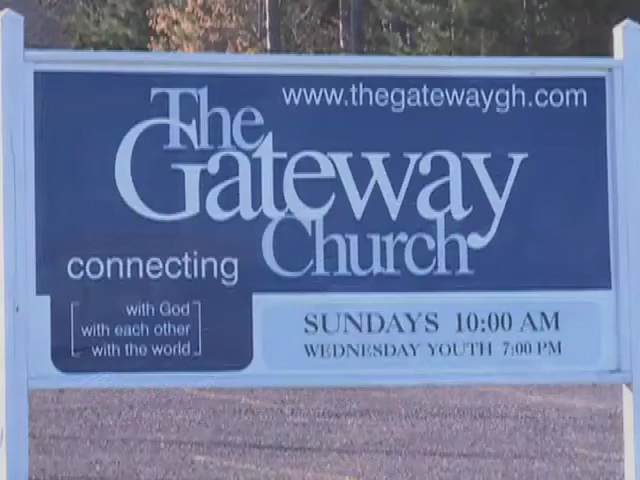 www.thegatewaygh.com
The
Gateway
Church
connecting
with God
with each other
with the world
SUNDAYS 10:00 AM
WEDNESDAY YOUTH 7:00 PM